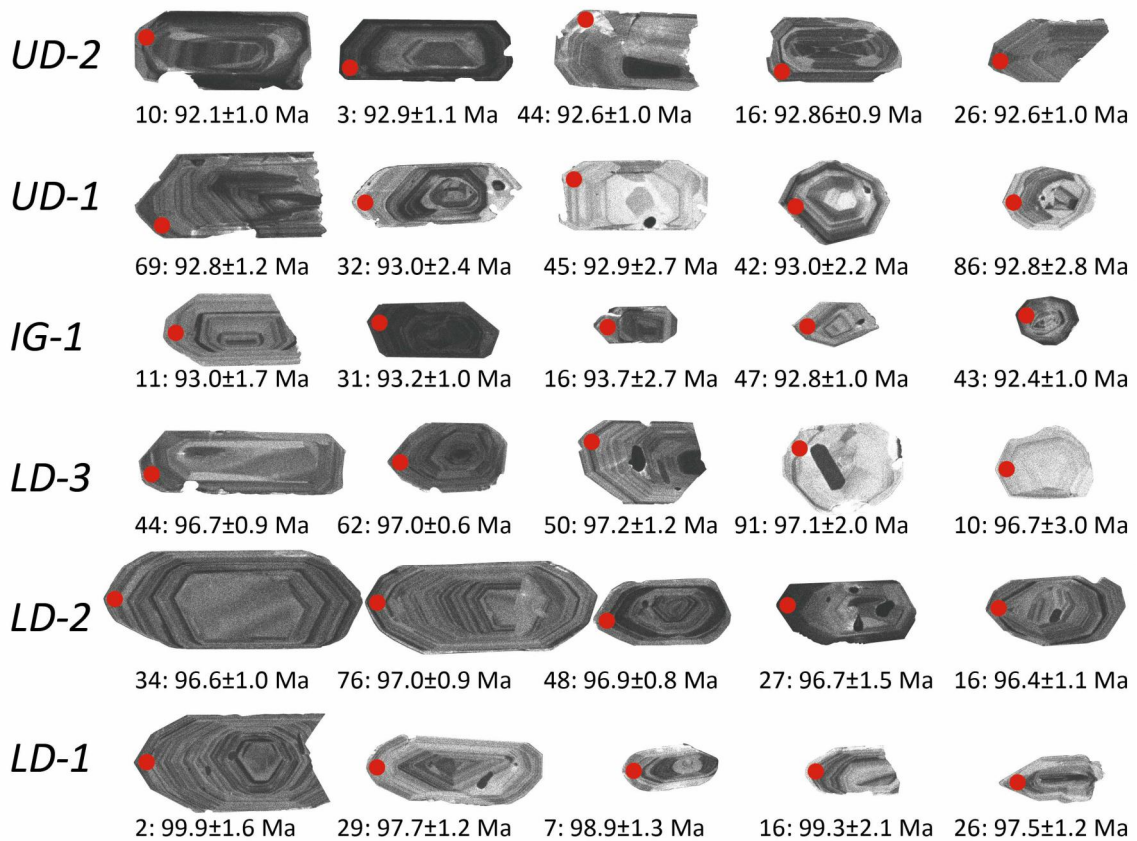 UD-2
10: 92.1±1.0 Ma 3: 92.9±1.1 Ma 44: 92.6±1.0 Ma 16: 92.86±0.9 Ma 26: 92.6±1.0 Ma
UD-1
69: 92.8±1.2 Ma 32: 93.0±2.4 Ma 45: 92.9±2.7 Ma 42: 93.0±2.2 Ma 86: 92.8±2.8 Ma
IG-1
11: 93.0±1.7 Ma 31: 93.2±1.0 Ma 16: 93.7±2.7 Ma 47: 92.8±1.0 Ma 43: 92.4±1.0 Ma
LD-3
44: 96.7±0.9 Ma 62: 97.0±0.6 Ma 50: 97.2±1.2 Ma 91: 97.1±2.0 Ma 10: 96.7±3.0 Ma
LD-2
34: 96.6±1.0 Ma 76: 97.0±0.9 Ma 48: 96.9±0.8 Ma 27: 96.7±1.5 Ma 16: 96.4±1.1 Ma
LD-1
2: 99.9±1.6 Ma 29: 97.7±1.2 Ma 7: 98.9±1.3 Ma 16: 99.3±2.1 Ma 26: 97.5±1.2 Ma